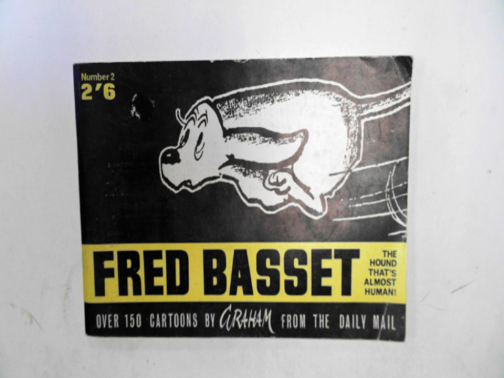 Number 2
2'6
FRED BASSET
THE
HOUND
THAT'S
ALMOST
HUMAN!
OVER 150 CARTOONS BY GRAHAM FROM THE DAILY MAIL